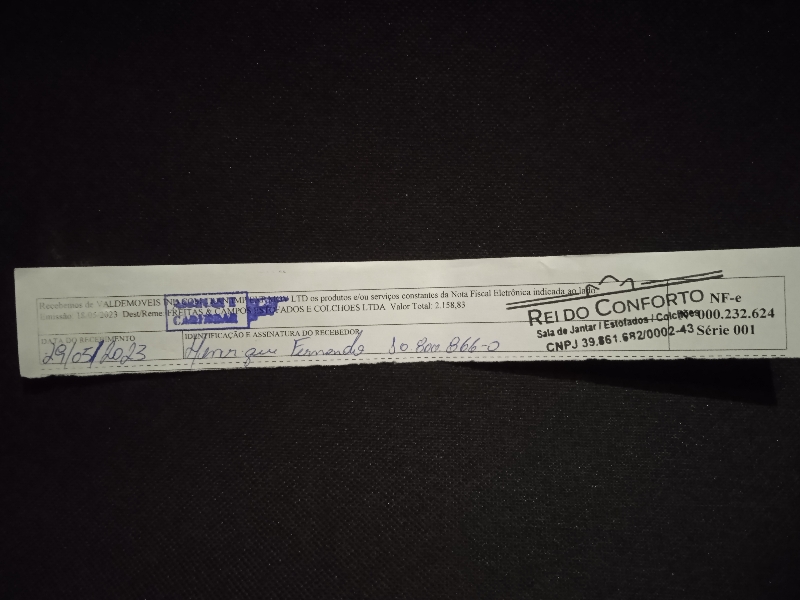 Recebemos de VALDEMOVEIS IND COM LTD os produtos e/ou serviços constantes da Nota Fiscal Eletrônica indicada ao lado
Emissão: 2023 Dest/Reme: FREITAS & CAMPOS ESTOFADOS E COLCHOES LTDA Valor Total: 2.158,83
DATA DO RECEBIMENTO
29/05/2023
IDENTIFICAÇÃO E ASSINATURA DO RECEBEDOR
Henrique Fernando 10.800.866-0
REI DO CONFORTO
Sala de Jantar / Estofados / Colchões
CNPJ 39.861.682/0002-43
NF-e
000.232.624
Série 001